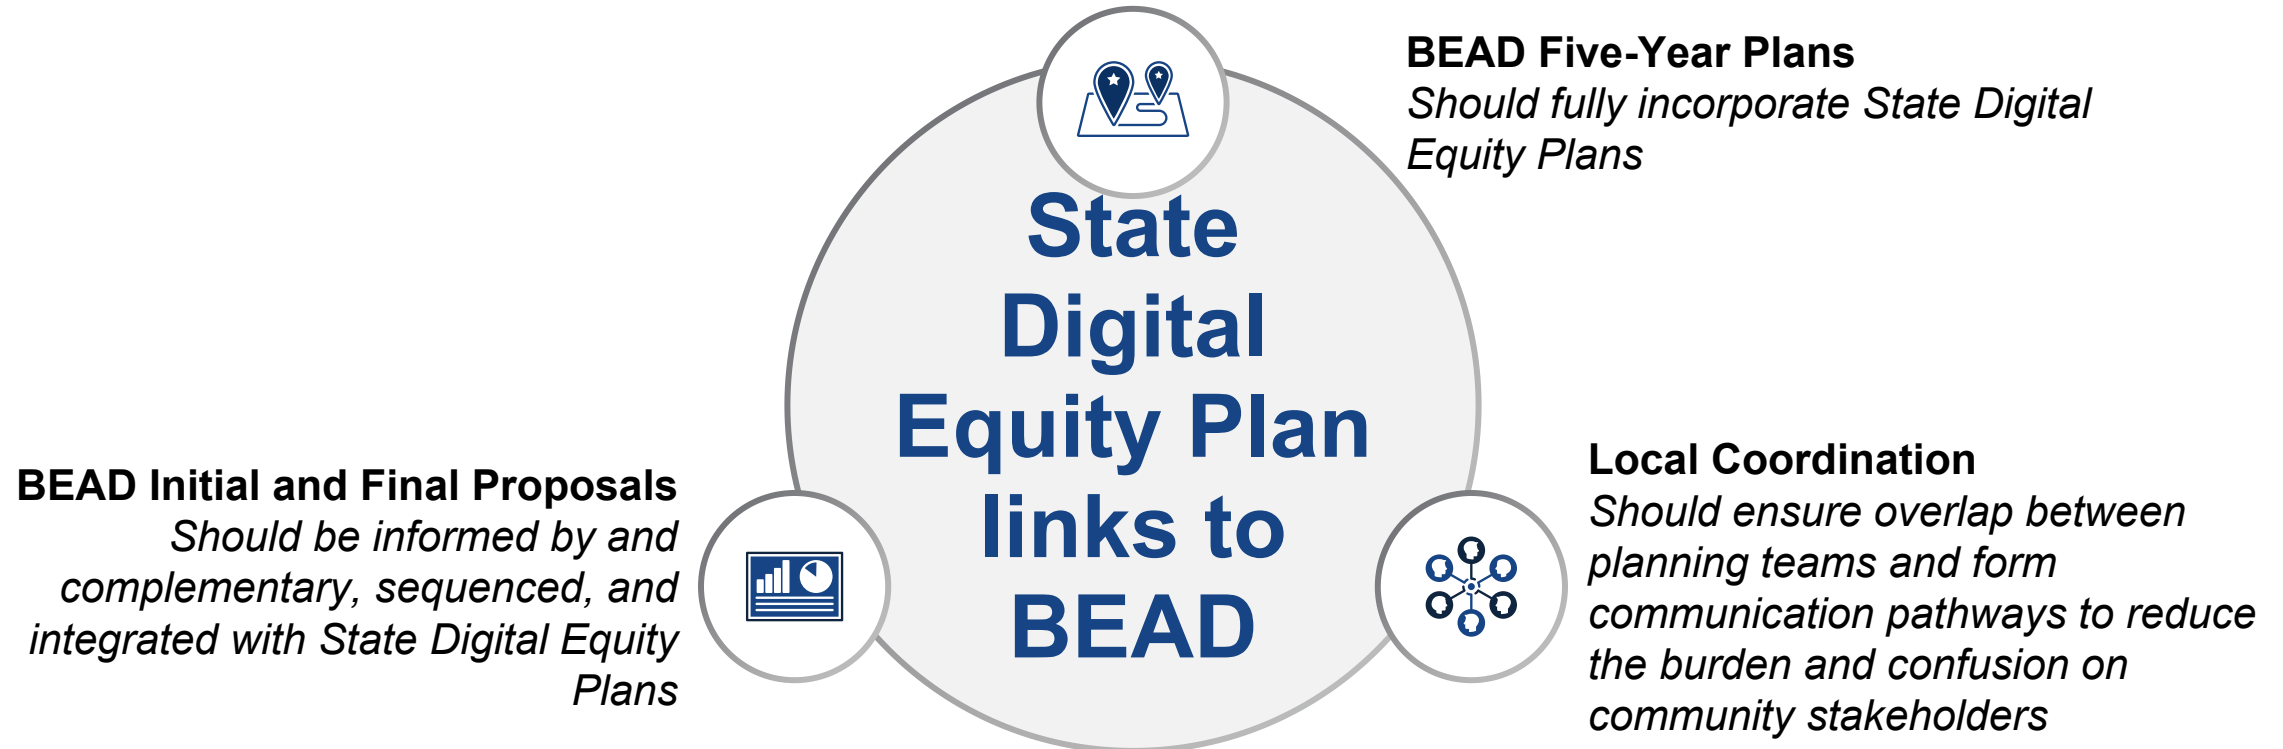 BEAD Five-Year Plans
Should fully incorporate State Digital
Equity Plans
State
Digital
Equity Plan
links to
BEAD
BEAD Initial and Final Proposals
Should be informed by and
complementary, sequenced, and
integrated with State Digital Equity
Plans
Local Coordination
Should ensure overlap between
planning teams and form
communication pathways to reduce
the burden and confusion on
community stakeholders